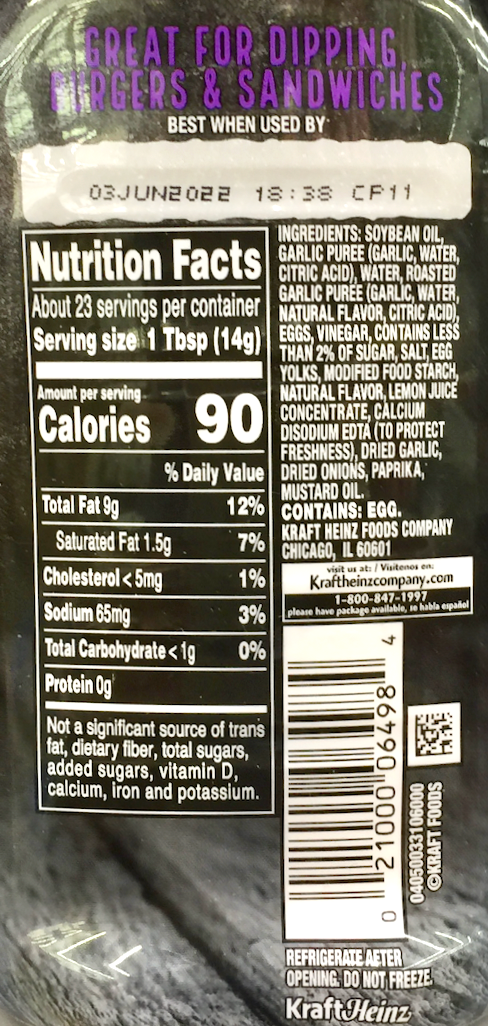 GREAT FOR DIPPING,
BURGERS & SANDWICHES
BEST WHEN USED BY
03JUN2022 18:38 CP11
Nutrition Facts
About 23 servings per container
Serving size 1 Tbsp (14g)
Amount per serving
Calories 90
% Daily Value
Total Fat 9g 12%
Saturated Fat 1.5g 7%
Cholesterol < 5mg 1%
Sodium 65mg 3%
Total Carbohydrate < 1g 0%
Protein 0g
Not a significant source of trans
fat, dietary fiber, total sugars,
added sugars, vitamin D,
calcium, iron and potassium.
INGREDIENTS: SOYBEAN OIL,
GARLIC PUREE (GARLIC, WATER,
CITRIC ACID), WATER, ROASTED
GARLIC PUREE (GARLIC, WATER,
NATURAL FLAVOR, CITRIC ACID),
EGGS, VINEGAR, CONTAINS LESS
THAN 2% OF SUGAR, SALT, EGG
YOLKS, MODIFIED FOOD STARCH,
NATURAL FLAVOR, LEMON JUICE
CONCENTRATE, CALCIUM
DISODIUM EDTA (TO PROTECT
FRESHNESS), DRIED GARLIC,
DRIED ONIONS, PAPRIKA,
MUSTARD OIL.
CONTAINS: EGG.
KRAFT HEINZ FOODS COMPANY
CHICAGO, IL 60601
visit us at: / Visítenos en:
Kraftheinzcompany.com
1-800-847-1997
please have package available, se habla español
0 21000 06498 4
04050033106000
©KRAFT FOODS
REFRIGERATE AFTER
OPENING. DO NOT FREEZE.
KraftHeinz